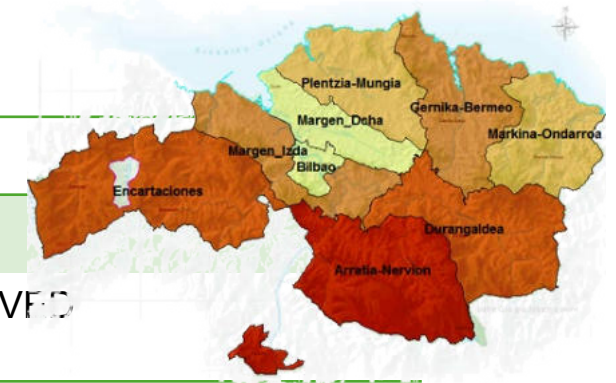 Plentzia-Mungia
Gernika-Bermeo
Margen_Dcha
Markina-Ondarroa
Margen_Izda
Bilbao
Encartaciones
Durangaldea
Arratia-Nervion